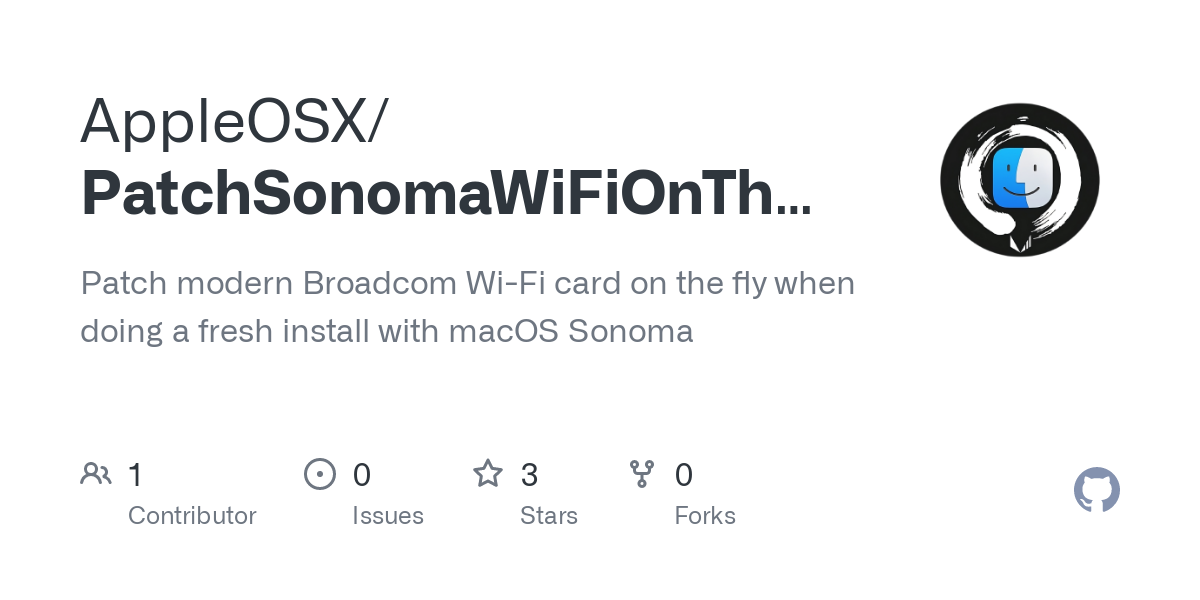 AppleOSX/
PatchSonomaWiFiOnTh...
Patch modern Broadcom Wi-Fi card on the fly when
doing a fresh install with macOS Sonoma
1 0 3 0
Contributor Issues Stars Forks